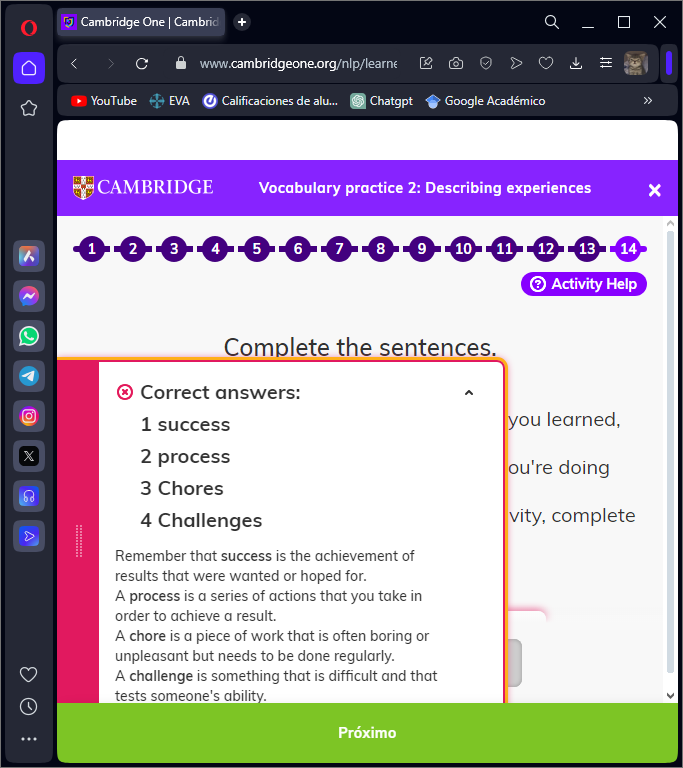 Cambridge One | Cambrid
www.cambridgeone.org/nlp/learne
YouTube
EVA
Calificaciones de alu...
Chatgpt
Google Académico
CAMBRIDGE
Vocabulary practice 2: Describing experiences
1 2 3 4 5 6 7 8 9 10 11 12 13 14
Activity Help
Complete the sentences.
Correct answers:
1 success
2 process
3 Chores
4 Challenges
Remember that success is the achievement of
results that were wanted or hoped for.
A process is a series of actions that you take in
order to achieve a result.
A chore is a piece of work that is often boring or
unpleasant but needs to be done regularly.
A challenge is something that is difficult and that
tests someone's ability.
you learned,
ou're doing
vity, complete
Próximo